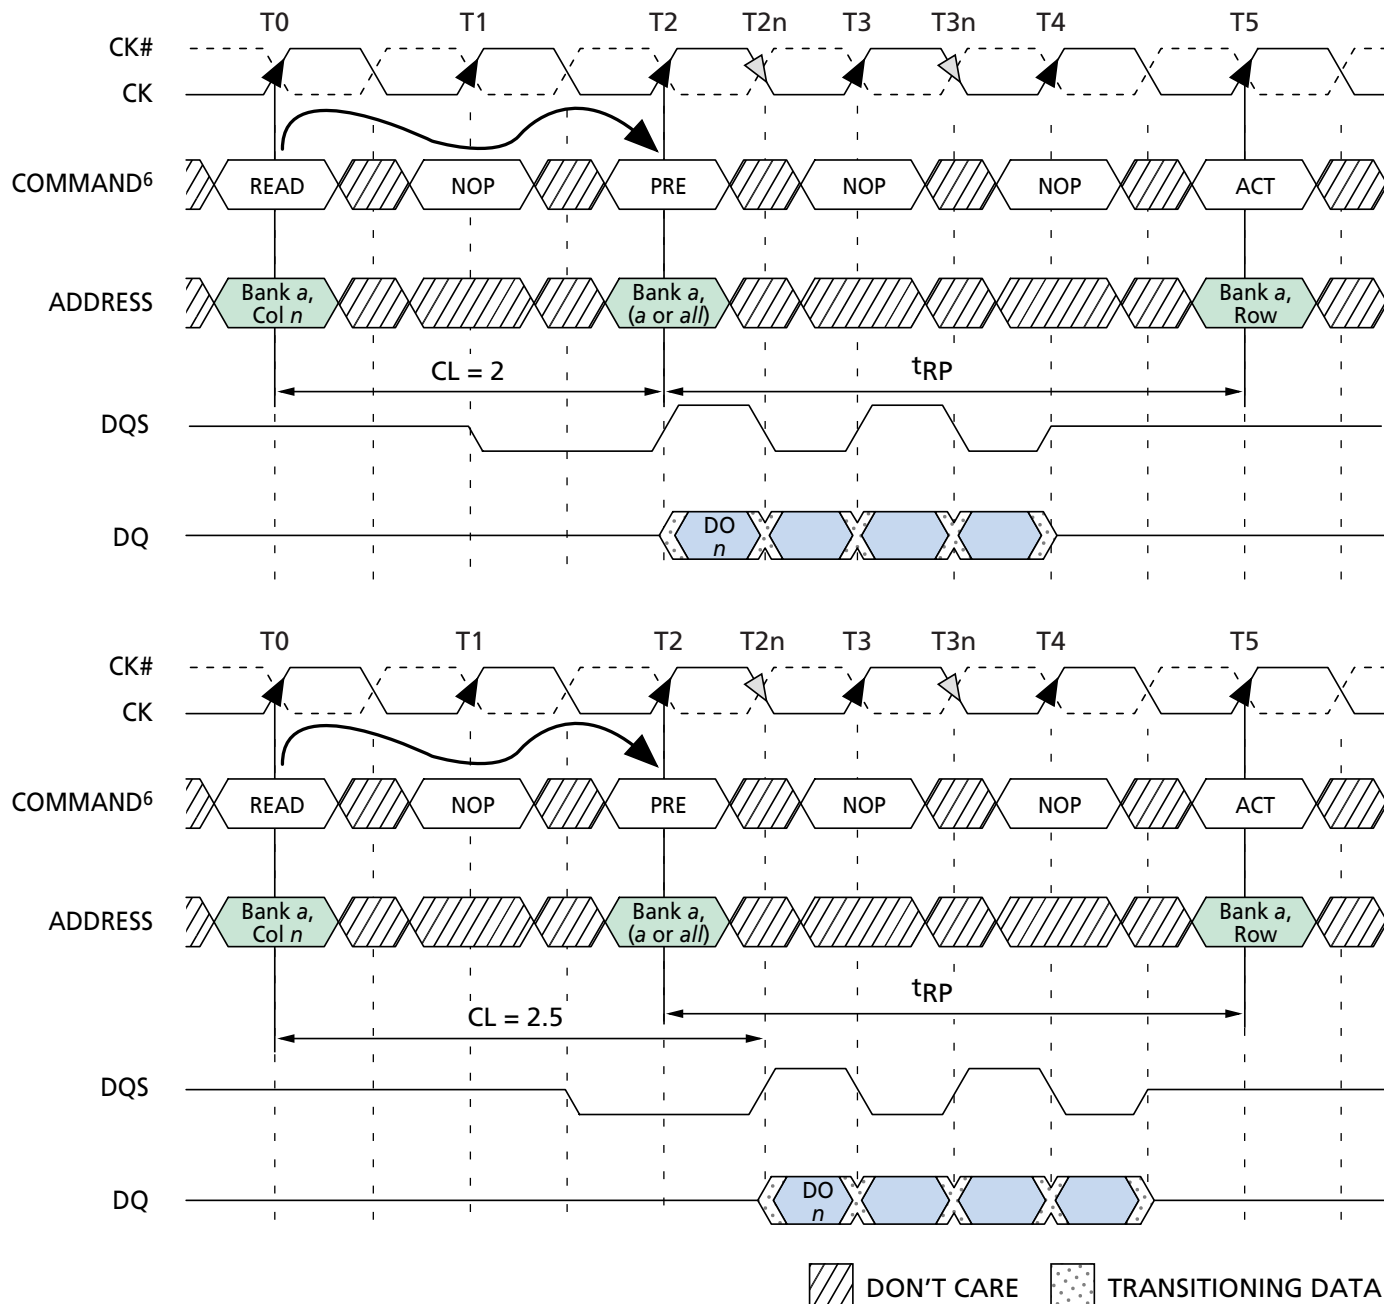 T0 T1 T2 T2n T3 T3n T4 T5
CK#
CK
COMMAND6 READ NOP PRE NOP NOP ACT
ADDRESS Bank a, Col n Bank a, (a or all) Bank a, Row
CL = 2 tRP
DQS
DQ DO n
T0 T1 T2 T2n T3 T3n T4 T5
CK#
CK
COMMAND6 READ NOP PRE NOP NOP ACT
ADDRESS Bank a, Col n Bank a, (a or all) Bank a, Row
tRP
CL = 2.5
DQS
DQ DO n
DON'T CARE TRANSITIONING DATA